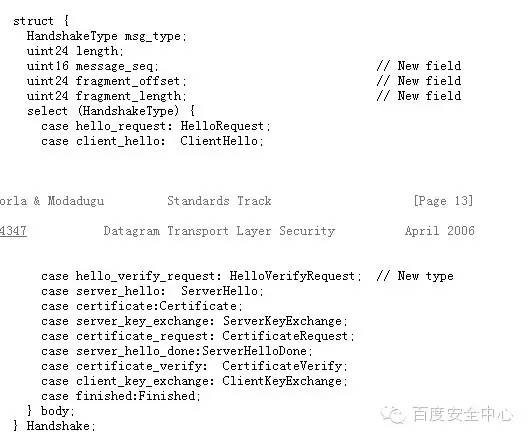 struct {
HandshakeType msg_type;
uint24 length;
uint16 message_seq; // New field
uint24 fragment_offset; // New field
uint24 fragment_length; // New field
select (HandshakeType) {
case hello_request: HelloRequest;
case client_hello:  ClientHello;
orla & Modadugu Standards Track [Page 13]
4347 Datagram Transport Layer Security April 2006
case hello_verify_request: HelloVerifyRequest;  // New type
case server_hello:  ServerHello;
case certificate:Certificate;
case server_key_exchange: ServerKeyExchange;
case certificate_request: CertificateRequest;
case server_hello_done:ServerHelloDone;
case certificate_verify:  CertificateVerify;
case client_key_exchange: ClientKeyExchange;
case finished:Finished;
} body;
} Handshake;
百度安全中心